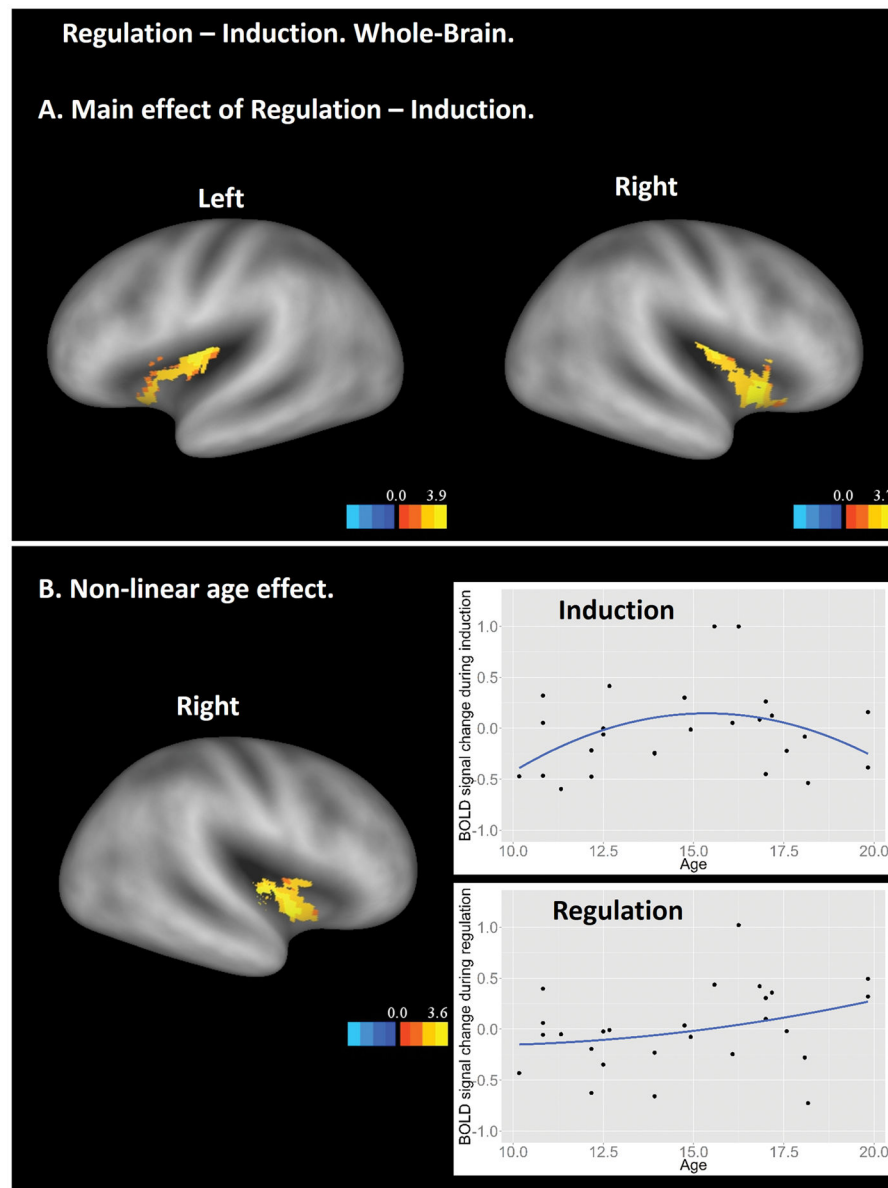 Regulation – Induction. Whole-Brain.
A. Main effect of Regulation – Induction.
Left
Right
0.0 3.9
0.0
B. Non-linear age effect.
Right
0.0 3.6
Induction
BOLD signal change during induction
1.0
0.5
0.0
-0.5
-1.0
10.0 12.5 15.0 17.5 20.0
Age
Regulation
BOLD signal change during regulation
1.0
0.5
0.0
-0.5
-1.0
10.0 12.5 15.0 17.5 20.0
Age